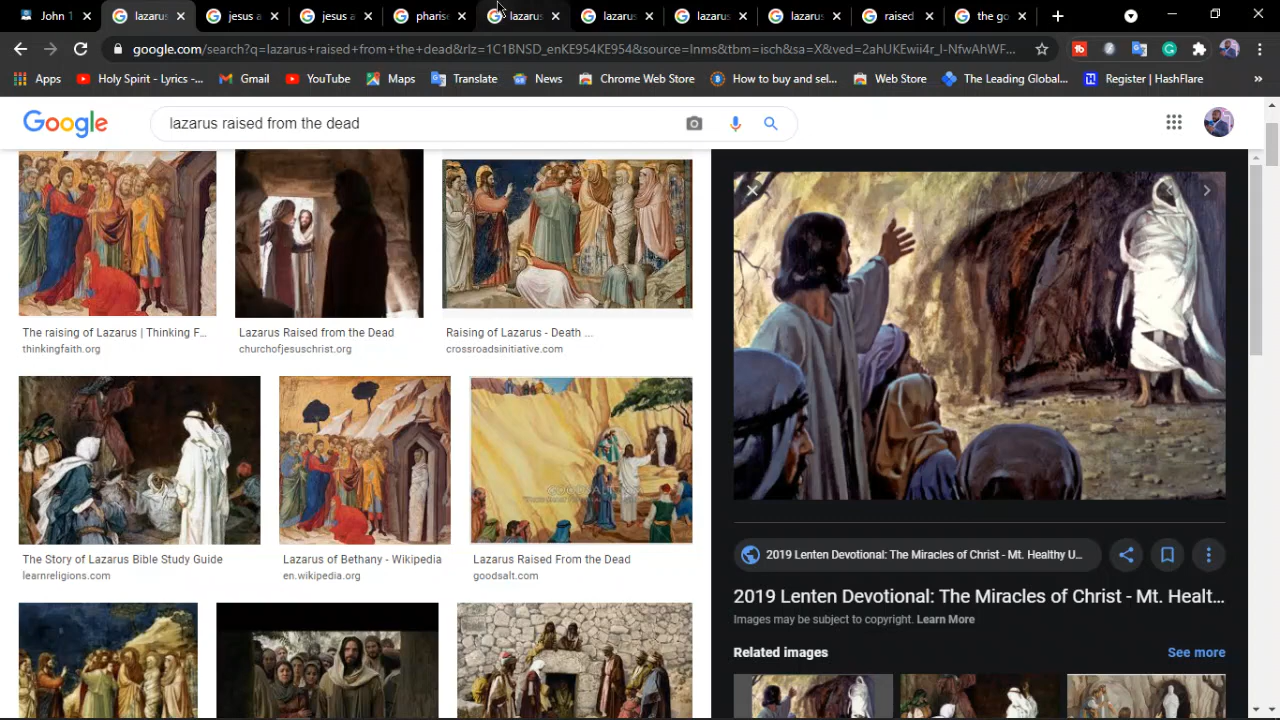 John 1
lazarus
jesus a
jesus a
pharise
lazarus
lazarus
lazarus
lazarus
raised
the go
google.com/search?q=lazarus+raised+from+the+dead&rlz=1C1BNSD_enKE954KE954&source=lnms&tbm=isch&sa=X&ved=2ahUKEwii4r_I-NfwAhWF...
Apps
Holy Spirit - Lyrics -...
Gmail
YouTube
Maps
Translate
News
Chrome Web Store
How to buy and sel...
Web Store
The Leading Global...
Register | HashFlare
»
Google
lazarus raised from the dead
The raising of Lazarus | Thinking F...
thinkingfaith.org
Lazarus Raised from the Dead
churchofjesuschrist.org
Raising of Lazarus - Death ...
crossroadsinitiative.com
The Story of Lazarus Bible Study Guide
learnreligions.com
Lazarus of Bethany - Wikipedia
en.wikipedia.org
GOODSALT
Lazarus Raised From the Dead
goodsalt.com
2019 Lenten Devotional: The Miracles of Christ - Mt. Healthy U...
2019 Lenten Devotional: The Miracles of Christ - Mt. Healt...
Images may be subject to copyright. Learn More
Related images
See more